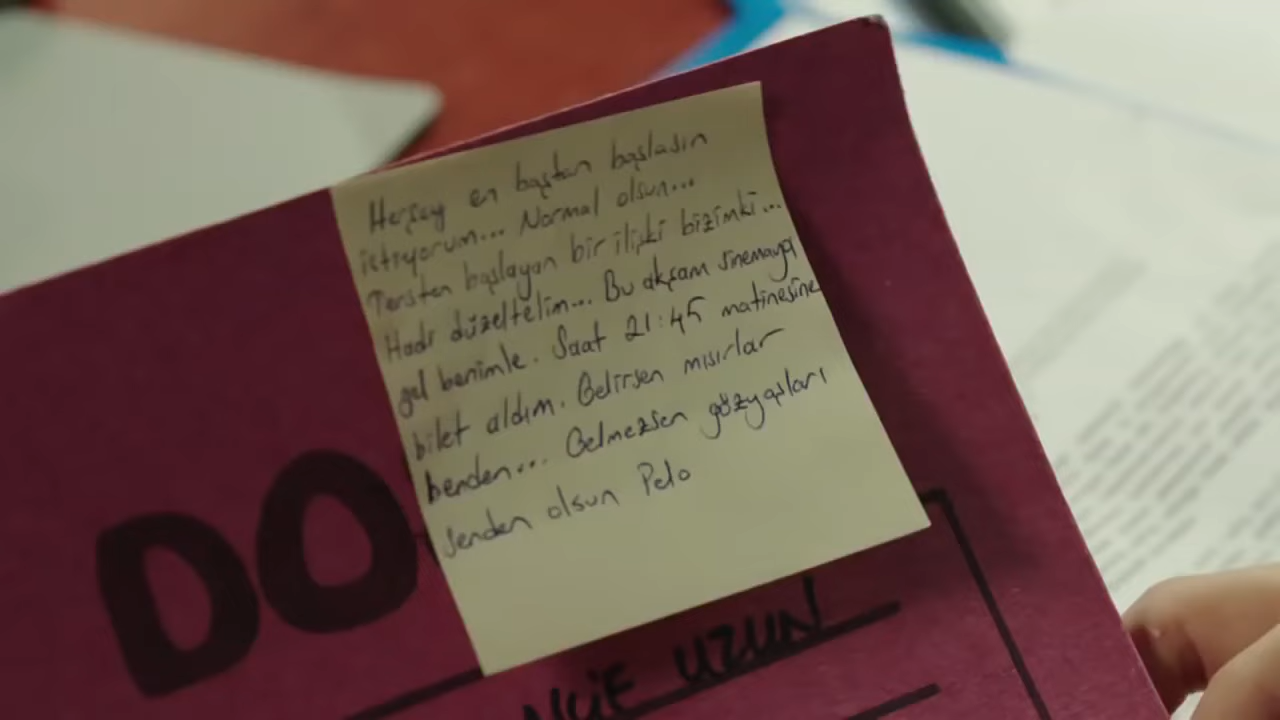 Herşey en baştan başlasın
istiyorum... Normal olsun...
Tersten başlayan bir ilişki bizimki...
Hadi düzeltelim... Bu akşam sinemaya
gel benimle. Saat 21:45 matinesine
bilet aldım. Gelirsen mısırlar
benden... Gelmezsen gözyaşları
senden olsun Pelo
DO
UZUN